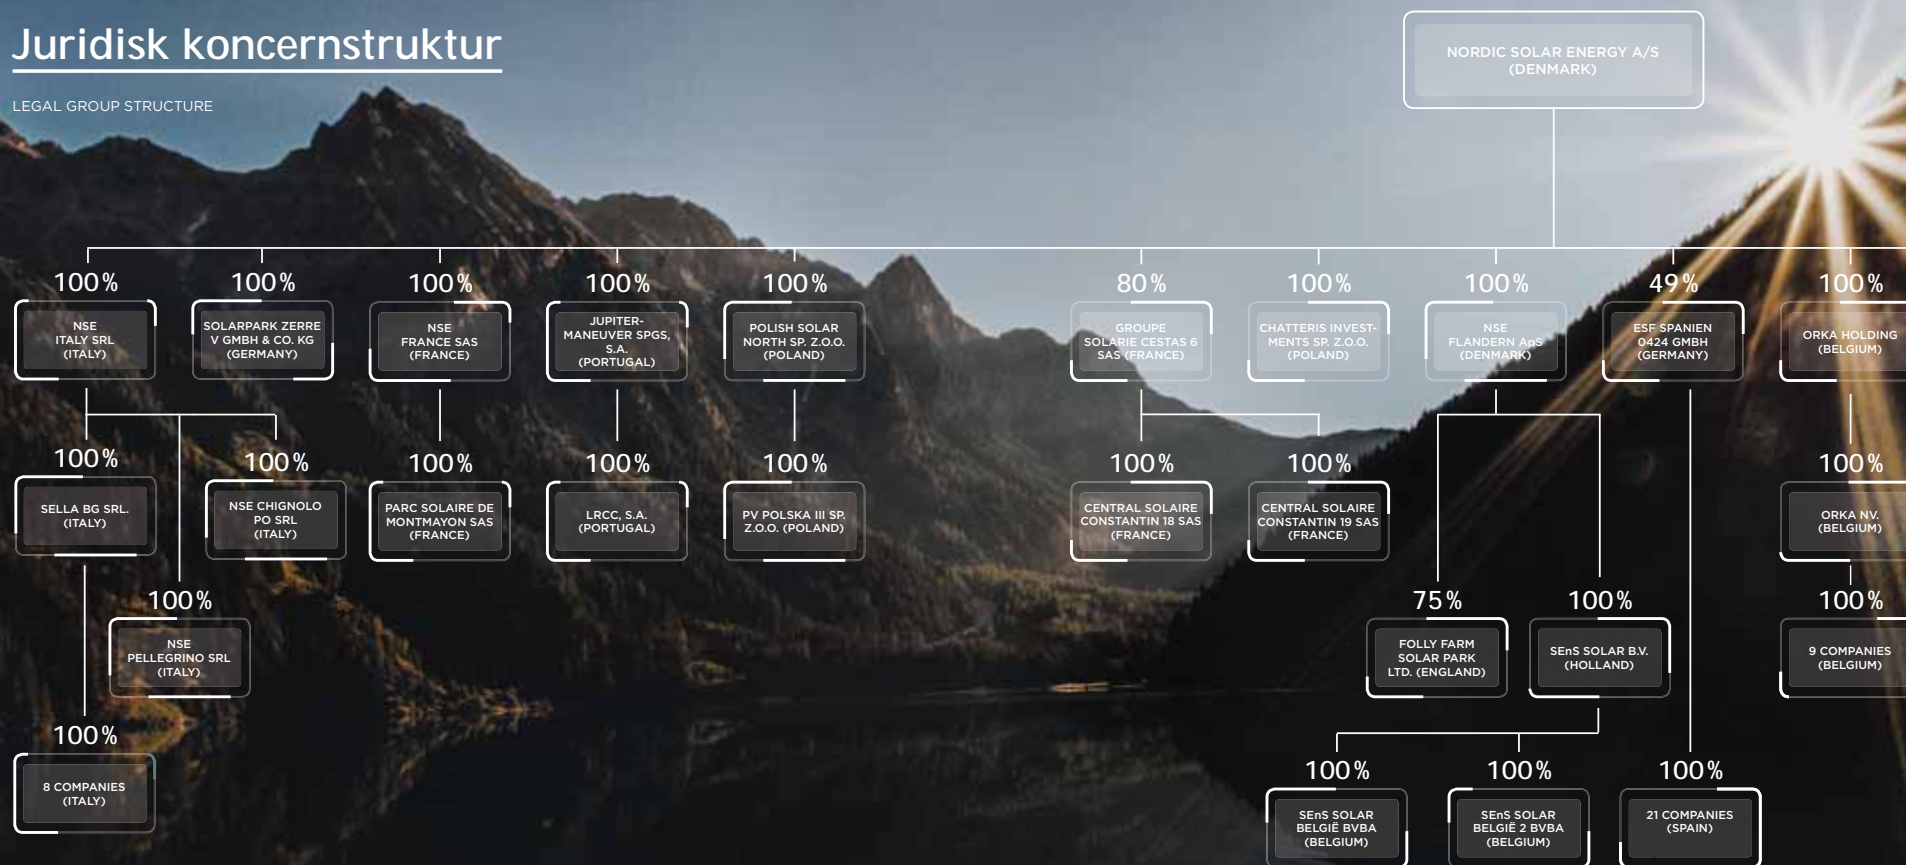 Juridisk koncernstruktur
LEGAL GROUP STRUCTURE
NORDIC SOLAR ENERGY A/S
(DENMARK)
100%
NSE
ITALY SRL
(ITALY)
100%
SOLARPARK ZERRE
V GMBH & CO. KG
(GERMANY)
100%
NSE
FRANCE SAS
(FRANCE)
100%
JUPITER-
MANEUVER SPGS,
S.A.
(PORTUGAL)
100%
POLISH SOLAR
NORTH SP. Z.O.O.
(POLAND)
80%
GROUPE
SOLARIE CESTAS 6
SAS (FRANCE)
100%
CHATTERIS INVEST-
MENTS SP. Z.O.O.
(POLAND)
100%
NSE
FLANDERN ApS
(DENMARK)
49%
ESF SPANIEN
0424 GMBH
(GERMANY)
100%
ORKA HOLDING
(BELGIUM)
100%
SELLA BG SRL.
(ITALY)
100%
NSE CHIGNOLO
PO SRL
(ITALY)
100%
PARC SOLAIRE DE
MONTMAYON SAS
(FRANCE)
100%
LRCC, S.A.
(PORTUGAL)
100%
PV POLSKA III SP.
Z.O.O. (POLAND)
100%
CENTRAL SOLAIRE
CONSTANTIN 18 SAS
(FRANCE)
100%
CENTRAL SOLAIRE
CONSTANTIN 19 SAS
(FRANCE)
100%
ORKA NV.
(BELGIUM)
100%
NSE
PELLEGRINO SRL
(ITALY)
75%
FOLLY FARM
SOLAR PARK
LTD. (ENGLAND)
100%
SEnS SOLAR B.V.
(HOLLAND)
100%
9 COMPANIES
(BELGIUM)
100%
8 COMPANIES
(ITALY)
100%
SEnS SOLAR
BELGIË BVBA
(BELGIUM)
100%
SEnS SOLAR
BELGIË 2 BVBA
(BELGIUM)
100%
21 COMPANIES
(SPAIN)